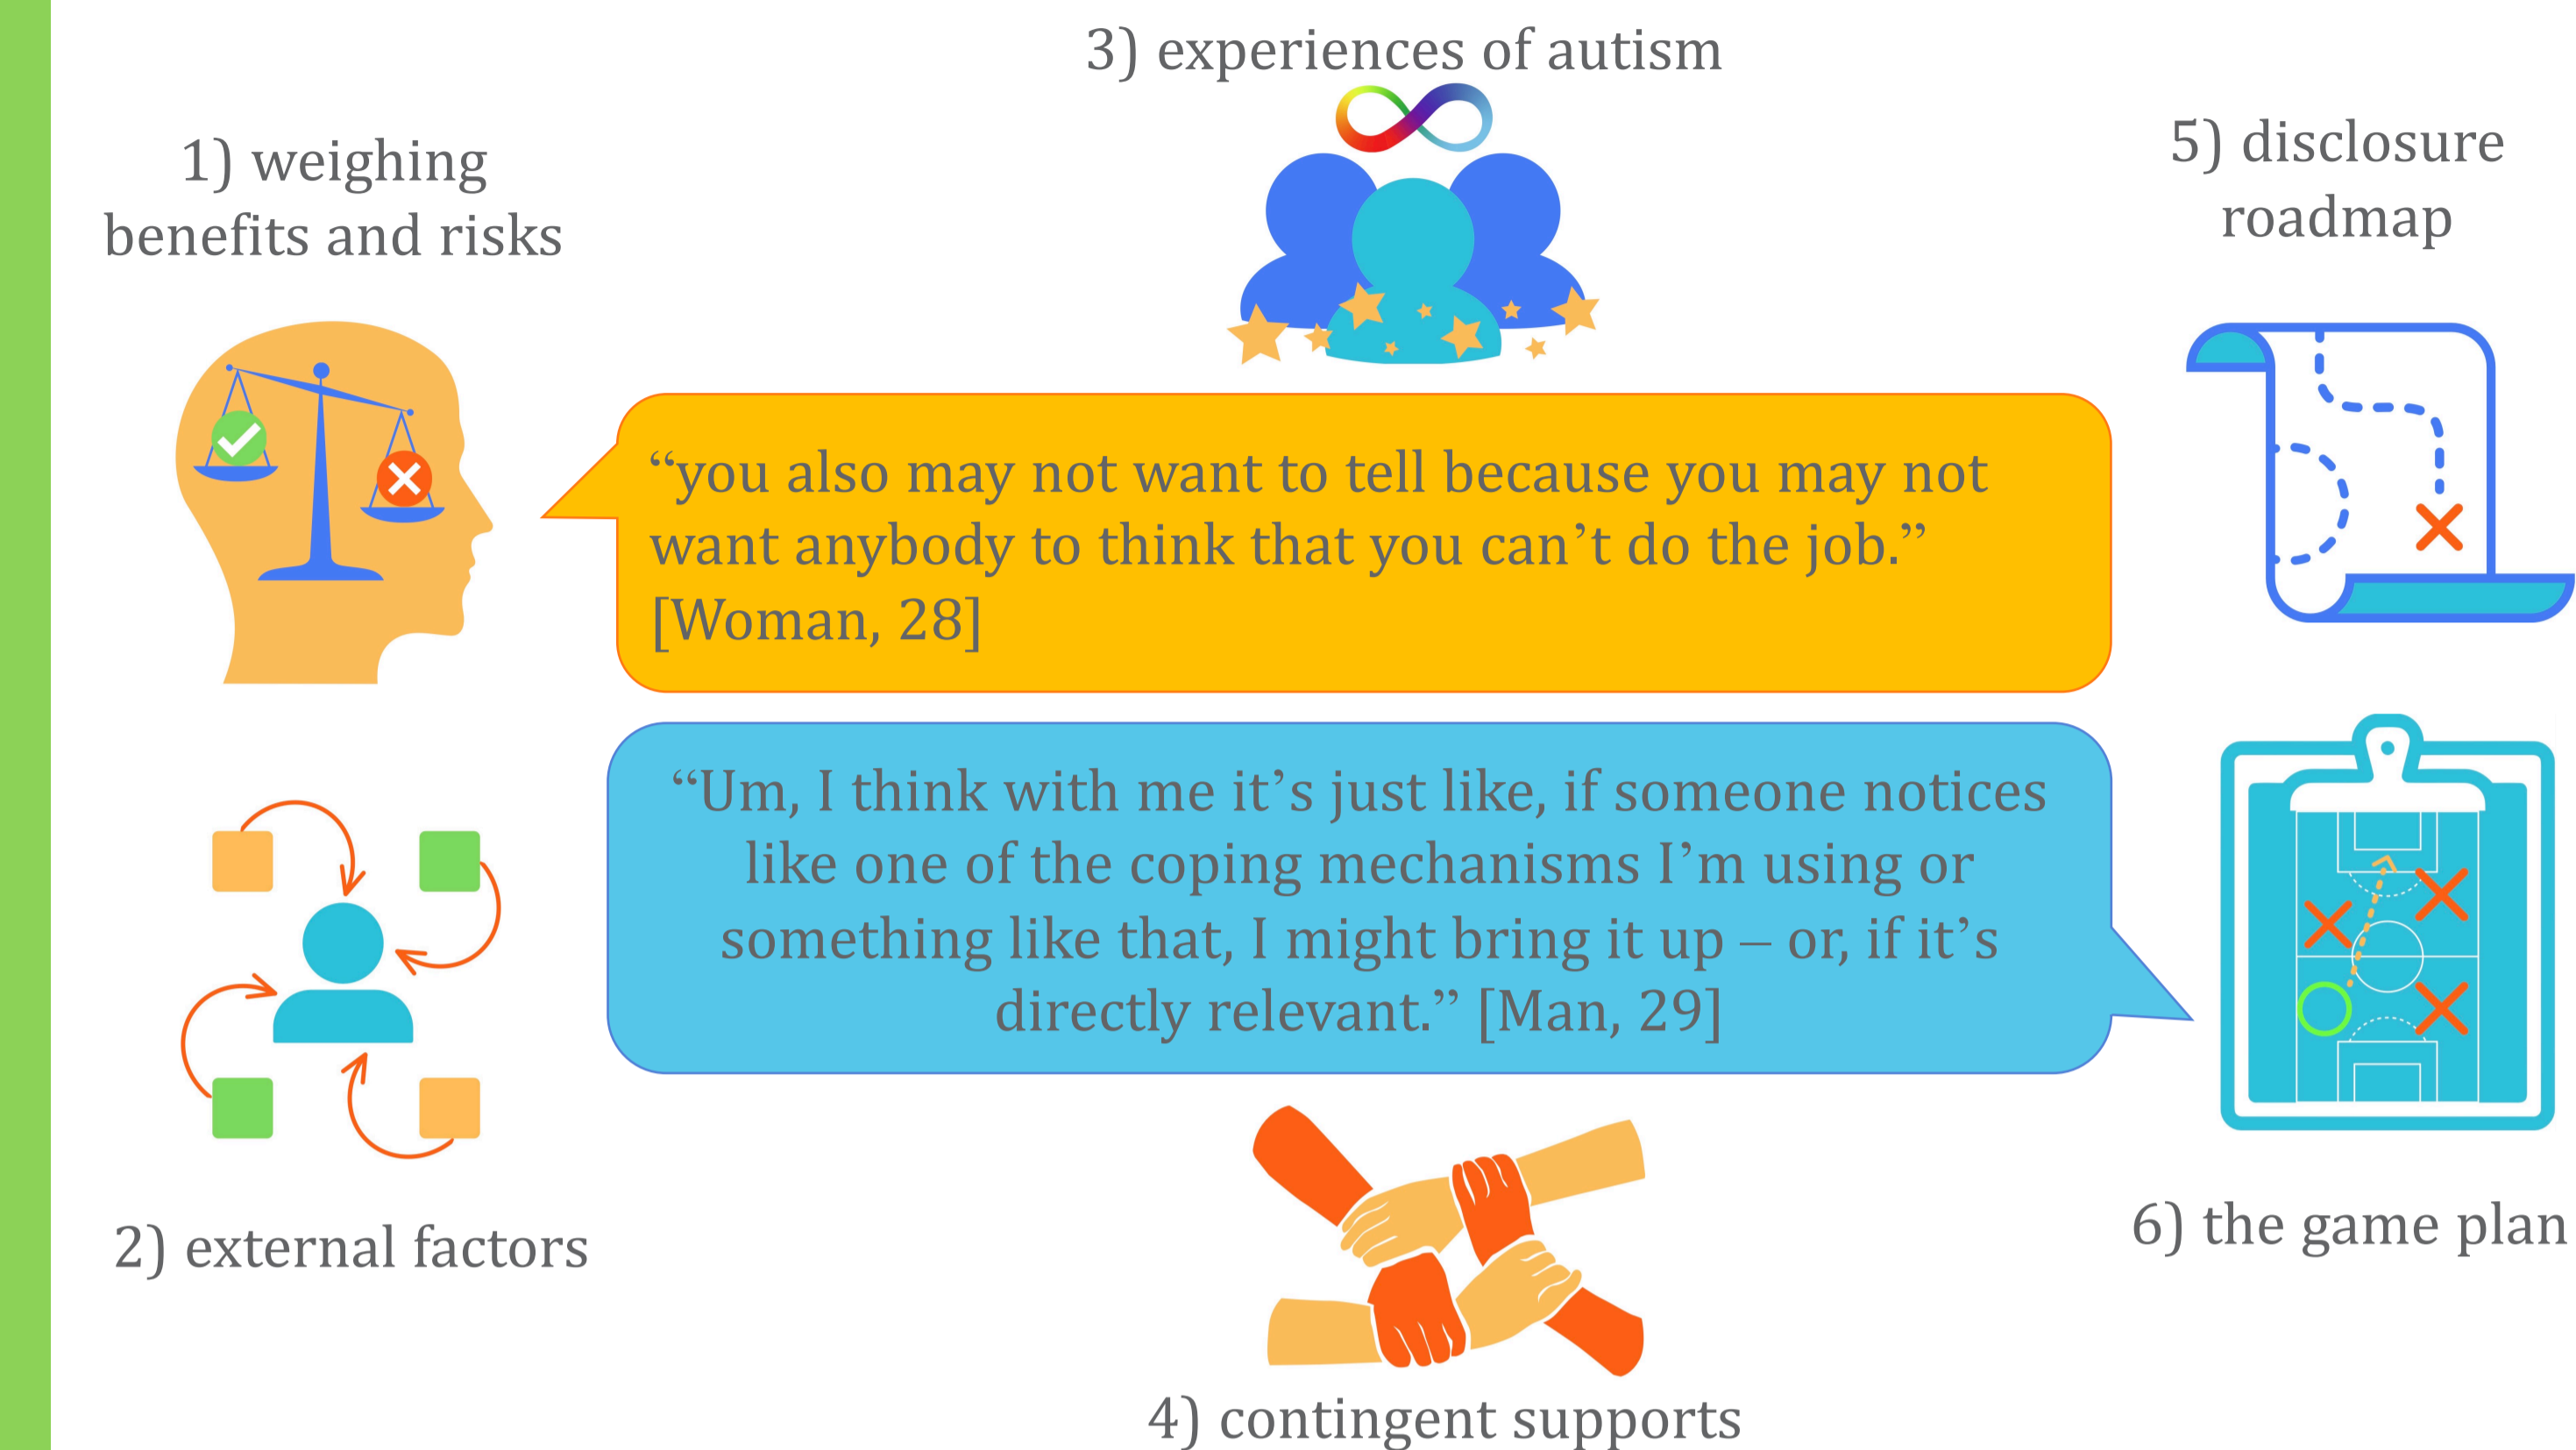 1) weighing
benefits and risks
2) external factors
3) experiences of autism
“you also may not want to tell because you may not
want anybody to think that you can’t do the job.”
[Woman, 28]
“Um, I think with me it’s just like, if someone notices
like one of the coping mechanisms I’m using or
something like that, I might bring it up – or, if it’s
directly relevant.” [Man, 29]
4) contingent supports
5) disclosure
roadmap
6) the game plan